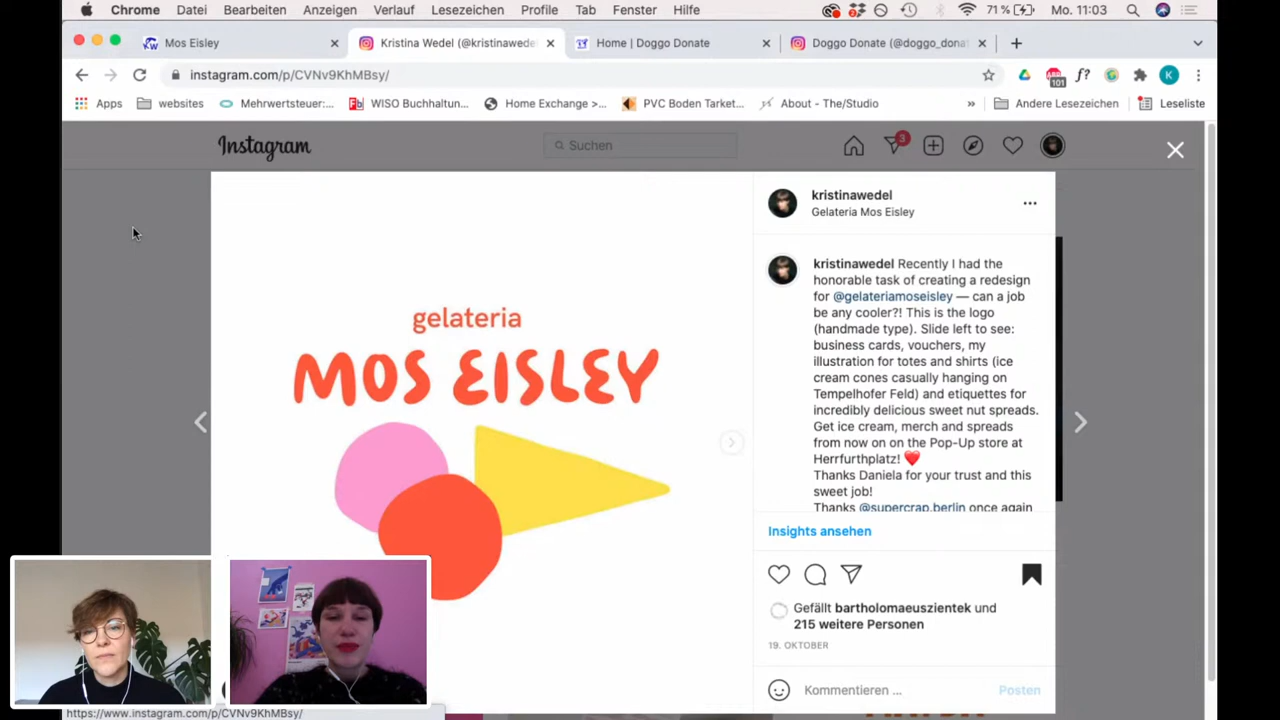 Chrome Datei Bearbeiten Anzeigen Verlauf Lesezeichen Profile Tab Fenster Hilfe 71 % Mo. 11:03
Mos Eisley
Kristina Wedel (@kristinawede
Home | Doggo Donate
Doggo Donate (@doggo_dona
instagram.com/p/CVNv9KhMBsy/
101
f?
K
Apps websites Mehrwertsteuer:... WISO Buchhaltun... Home Exchange >... PVC Boden Tarket... About - The/Studio » Andere Lesezeichen Leseliste
Instagram
Suchen
3
gelateria
MOS EISLEY
kristinawedel
Gelateria Mos Eisley
kristinawedel Recently I had the
honorable task of creating a redesign
for @gelateriamoseisley — can a job
be any cooler?! This is the logo
(handmade type). Slide left to see:
business cards, vouchers, my
illustration for totes and shirts (ice
cream cones casually hanging on
Tempelhofer Feld) and etiquettes for
incredibly delicious sweet nut spreads.
Get ice cream, merch and spreads
from now on on the Pop-Up store at
Herrfurthplatz! ❤️
Thanks Daniela for your trust and this
sweet job!
Thanks @supercrap.berlin once again
Insights ansehen
Gefällt bartholomaeuszientek und
215 weitere Personen
19. OKTOBER
Kommentieren ...
Posten
https://www.instagram.com/p/CVNv9KhMBsy/